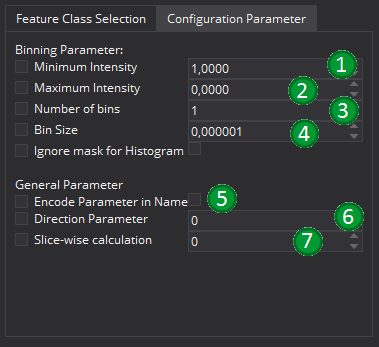 Feature Class Selection Configuration Parameter
Binning Parameter:
Minimum Intensity 1,0000 1
Maximum Intensity 0,0000 2
Number of bins 1 3
Bin Size 0,000001 4
Ignore mask for Histogram
General Parameter
Encode Parameter in Name 5
Direction Parameter 0 6
Slice-wise calculation 0 7